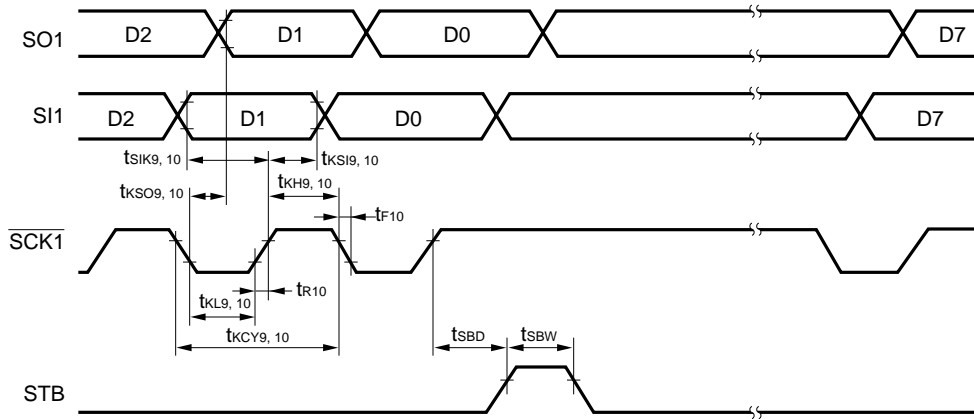 SO1 D2 D1 D0 D7
SI1 D2 D1 D0 D7
tSIK9, 10 tKSI9, 10
tKSO9, 10 tKH9, 10
tF10
SCK1
tKL9, 10 tR10
tKCY9, 10 tSBD tSBW
STB